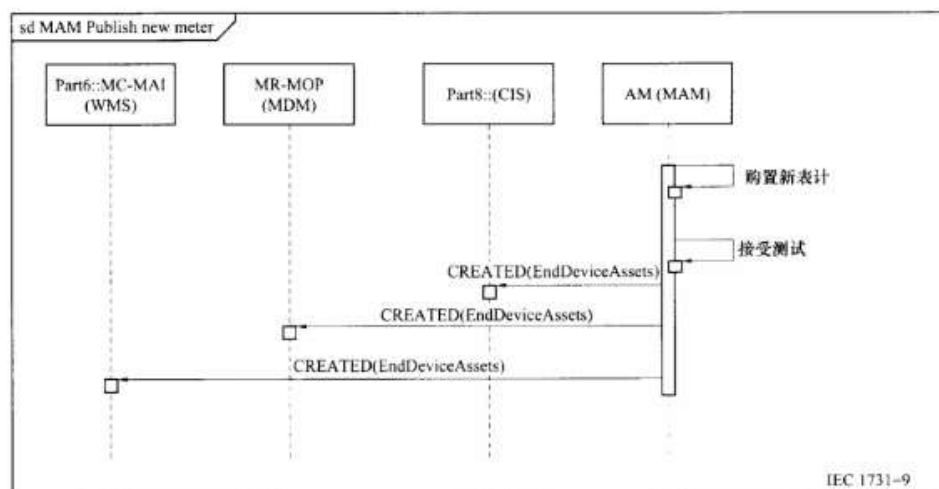 sd MAM Publish new meter
Part6::MC-MAI
(WMS)
MR-MOP
(MDM)
Part8::(CIS)
AM (MAM)
购置新表计
接受测试
CREATED(EndDeviceAssets)
CREATED(EndDeviceAssets)
CREATED(EndDeviceAssets)
IEC 1731-9